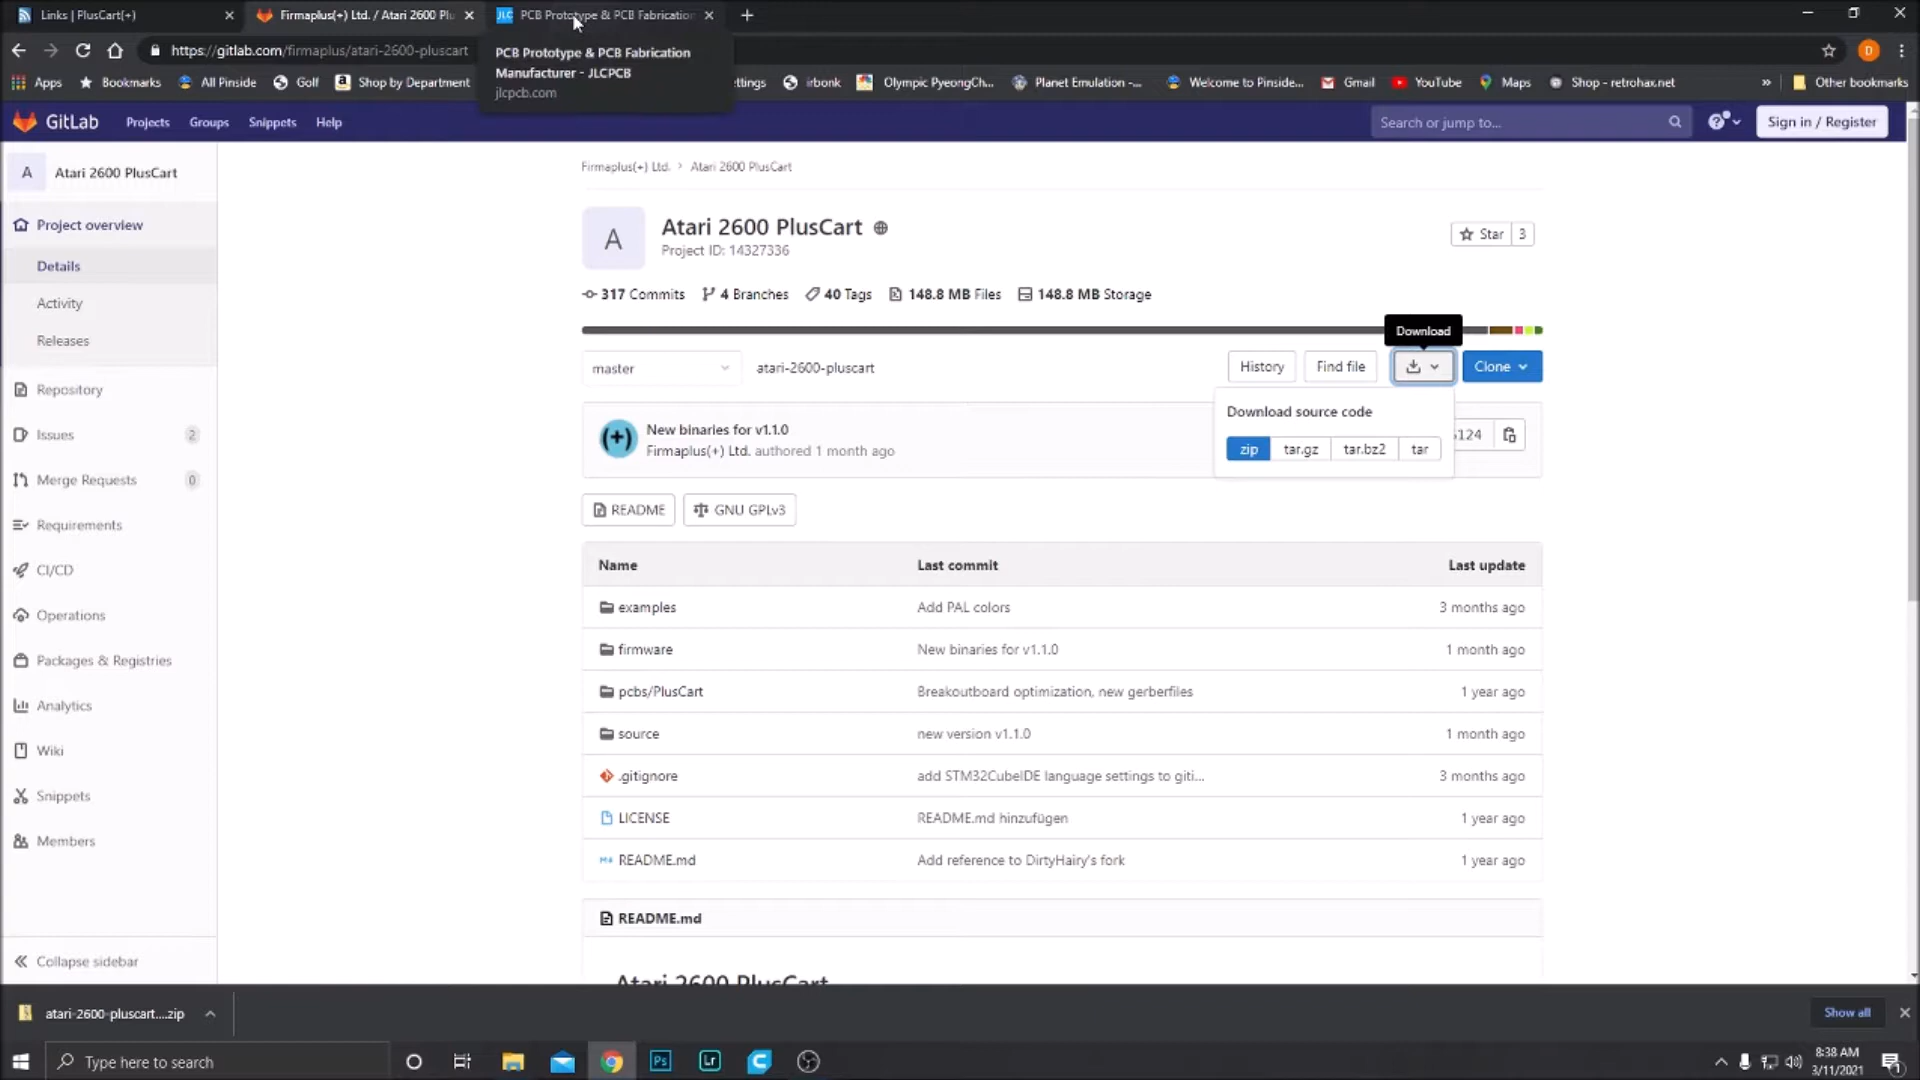 Links | PlusCart(+)
Firmaplus(+) Ltd. / Atari 2600 Plu
JLC PCB Prototype & PCB Fabrication
https://gitlab.com/firmaplus/atari-2600-pluscart
PCB Prototype & PCB Fabrication
Manufacturer - JLCPCB
jlcpcb.com
D
Apps
Bookmarks
All Pinside
Golf
Shop by Department
ettings
irbonk
Olympic PyeongCh...
Planet Emulation -...
Welcome to Pinside...
Gmail
YouTube
Maps
Shop - retrohax.net
»
Other bookmarks
GitLab
Projects
Groups
Snippets
Help
Search or jump to...
Sign in / Register
A Atari 2600 PlusCart
Project overview
Details
Activity
Releases
Repository
Issues 2
Merge Requests 0
Requirements
CI/CD
Operations
Packages & Registries
Analytics
Wiki
Snippets
Members
Collapse sidebar
Firmaplus(+) Ltd. > Atari 2600 PlusCart
A
Atari 2600 PlusCart
Project ID: 14327336
Star 3
317 Commits 4 Branches 40 Tags 148.8 MB Files 148.8 MB Storage
Download
master
atari-2600-pluscart
History
Find file
Clone
Download source code
zip tar.gz tar.bz2 tar
(+)
New binaries for v1.1.0
Firmaplus(+) Ltd. authored 1 month ago
124
README
GNU GPLv3
Name Last commit Last update
examples Add PAL colors 3 months ago
firmware New binaries for v1.1.0 1 month ago
pcbs/PlusCart Breakoutboard optimization, new gerberfiles 1 year ago
source new version v1.1.0 1 month ago
.gitignore add STM32CubeIDE language settings to giti... 3 months ago
LICENSE README.md hinzufügen 1 year ago
README.md Add reference to DirtyHairy's fork 1 year ago
README.md
Atari 2600 PlusCart
atari-2600-pluscart....zip
Show all
Type here to search
Ps
Lr
8:38 AM
3/11/2021